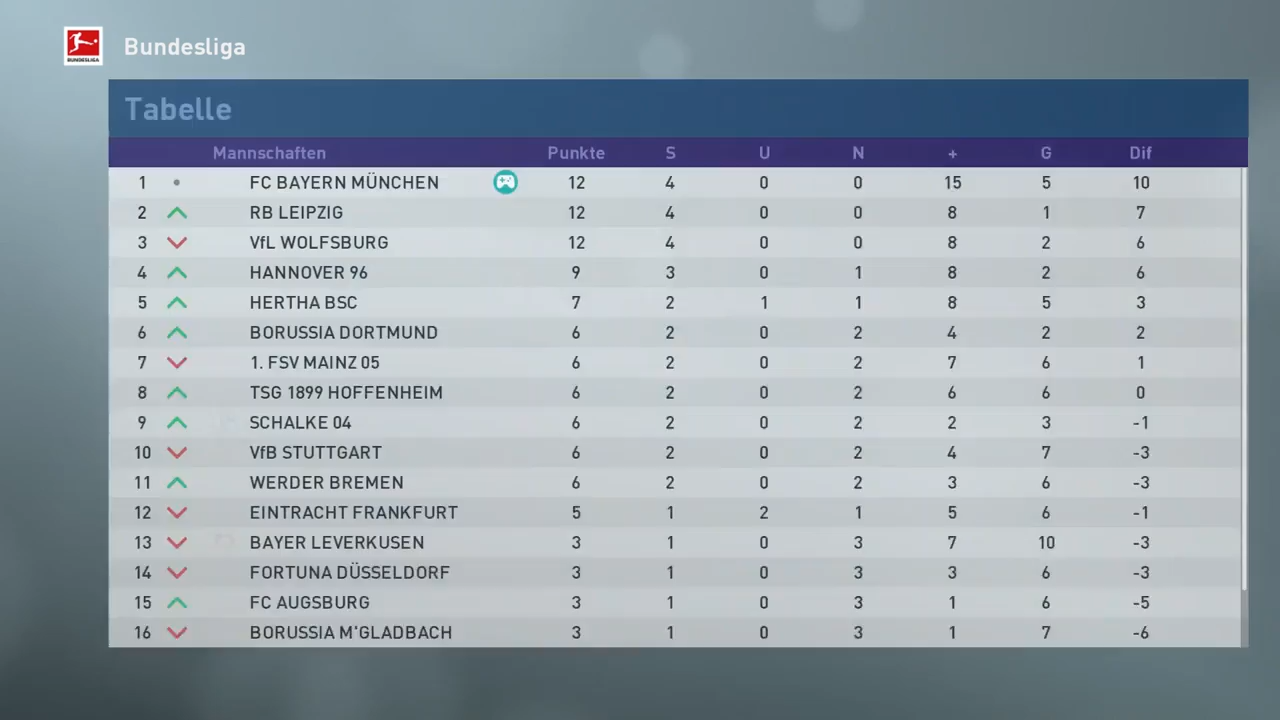 BUNDESLIGA
Bundesliga
Tabelle
Mannschaften Punkte S U N + G Dif
1 FC BAYERN MÜNCHEN 12 4 0 0 15 5 10
2 RB LEIPZIG 12 4 0 0 8 1 7
3 VfL WOLFSBURG 12 4 0 0 8 2 6
4 HANNOVER 96 9 3 0 1 8 2 6
5 HERTHA BSC 7 2 1 1 8 5 3
6 BORUSSIA DORTMUND 6 2 0 2 4 2 2
7 1. FSV MAINZ 05 6 2 0 2 7 6 1
8 TSG 1899 HOFFENHEIM 6 2 0 2 6 6 0
9 SCHALKE 04 6 2 0 2 2 3 -1
10 VfB STUTTGART 6 2 0 2 4 7 -3
11 WERDER BREMEN 6 2 0 2 3 6 -3
12 EINTRACHT FRANKFURT 5 1 2 1 5 6 -1
13 BAYER LEVERKUSEN 3 1 0 3 7 10 -3
14 FORTUNA DÜSSELDORF 3 1 0 3 3 6 -3
15 FC AUGSBURG 3 1 0 3 1 6 -5
16 BORUSSIA M'GLADBACH 3 1 0 3 1 7 -6